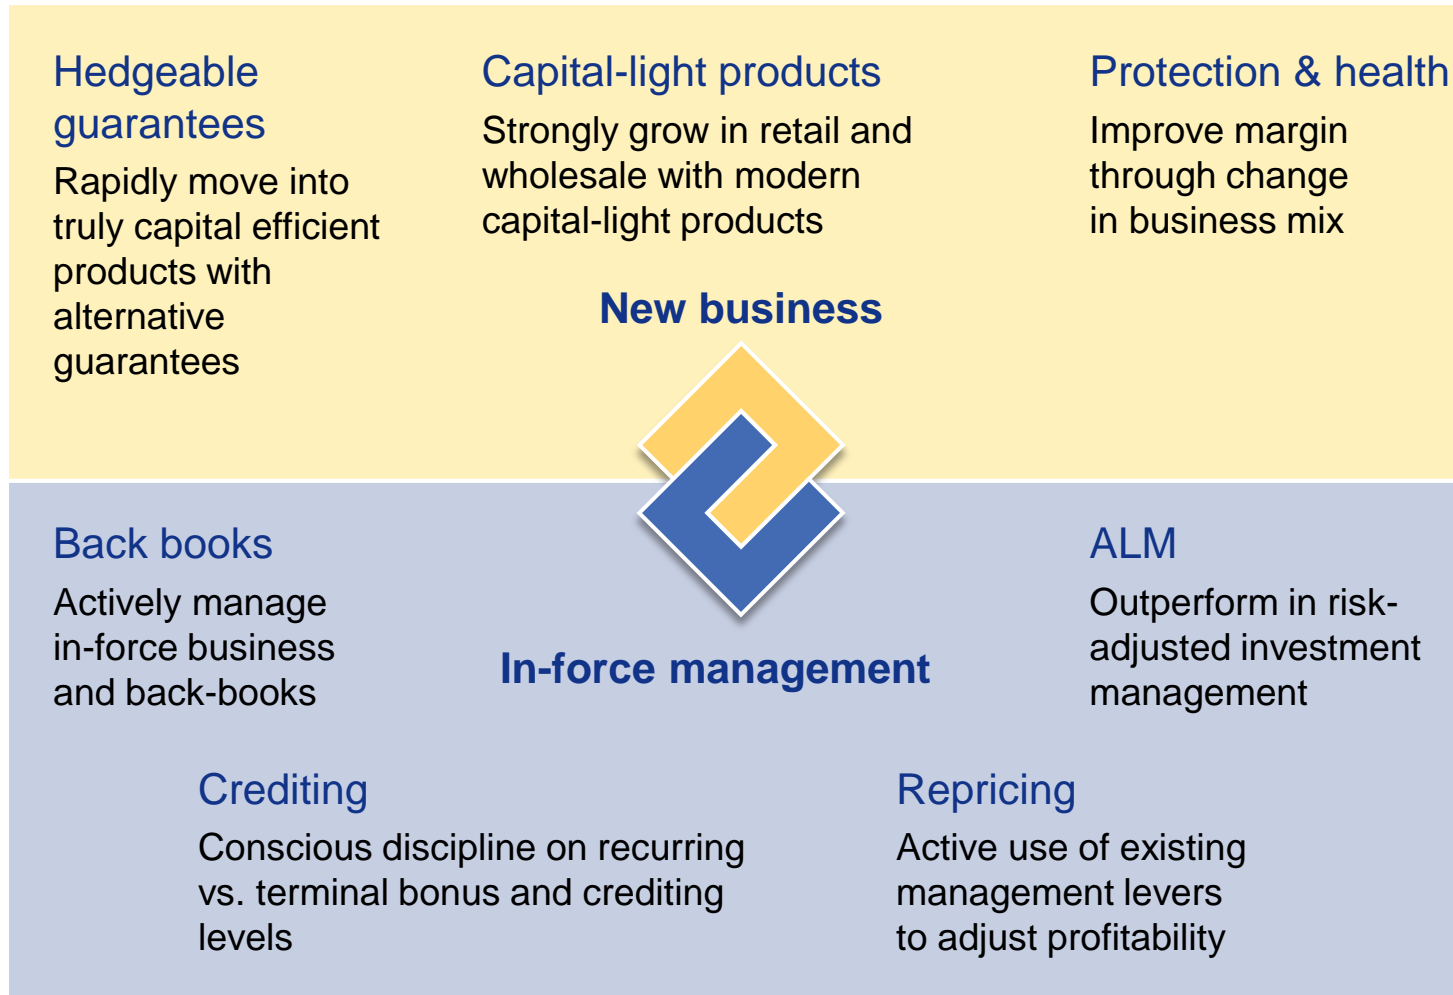 Hedgeable
guarantees
Rapidly move into
truly capital efficient
products with
alternative
guarantees
Capital-light products
Strongly grow in retail and
wholesale with modern
capital-light products
Protection & health
Improve margin
through change
in business mix
New business
Back books
Actively manage
in-force business
and back-books
In-force management
ALM
Outperform in risk-
adjusted investment
management
Crediting
Conscious discipline on recurring
vs. terminal bonus and crediting
levels
Repricing
Active use of existing
management levers
to adjust profitability